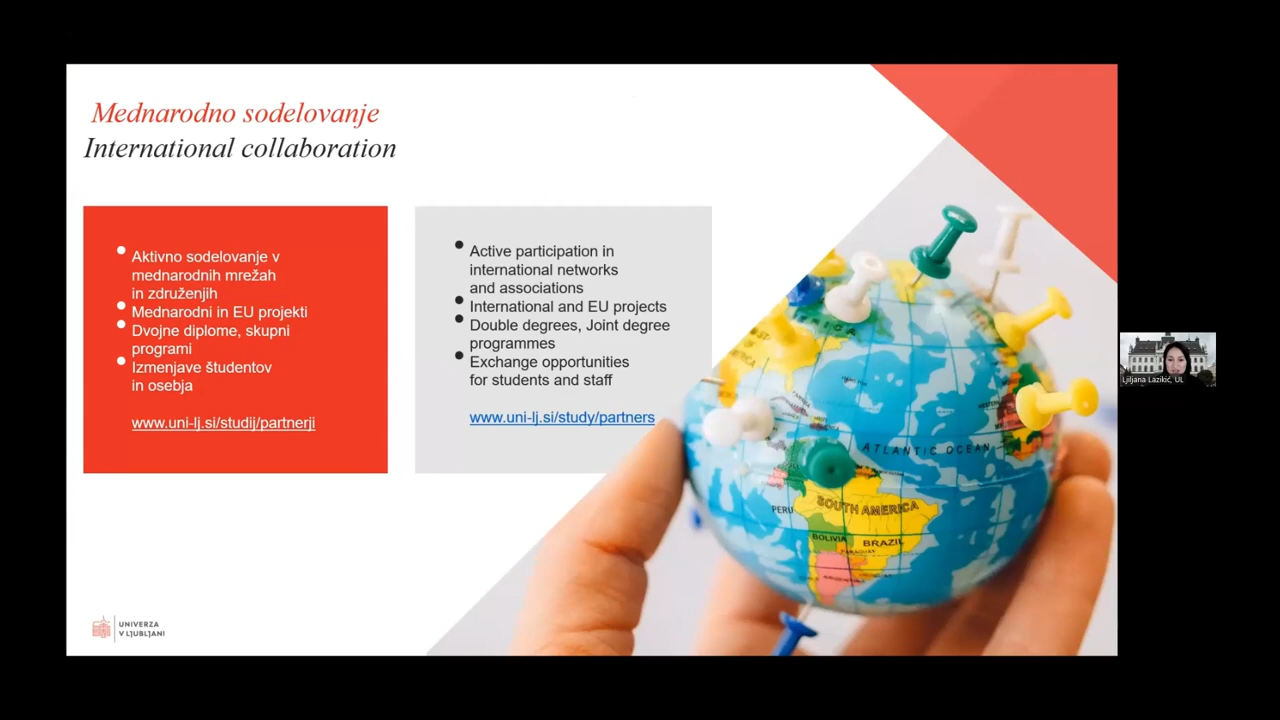 Mednarodno sodelovanje
International collaboration
Aktivno sodelovanje v
mednarodnih mrežah
in združenjih
Mednarodni in EU projekti
Dvojne diplome, skupni
programi
Izmenjave študentov
in osebja
www.uni-lj.si/studij/partnerji
Active participation in
international networks
and associations
International and EU projects
Double degrees, Joint degree
programmes
Exchange opportunities
for students and staff
www.uni-lj.si/study/partners
ATLANTIC OCEAN
PERU
SOUTH AMERICA
BOLIVIA
BRAZIL
PARAGUAY
UNIVERZA
V LJUBLJANI
Ljiljana Lazikić, UL